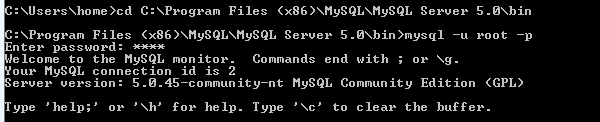 C:\Users\home>cd C:\Program Files (x86)\MySQL\MySQL Server 5.0\bin
C:\Program Files (x86)\MySQL\MySQL Server 5.0\bin>mysql -u root -p
Enter password: ****
Welcome to the MySQL monitor.  Commands end with ; or \g.
Your MySQL connection id is 2
Server version: 5.0.45-community-nt MySQL Community Edition (GPL)
Type 'help;' or '\h' for help. Type '\c' to clear the buffer.